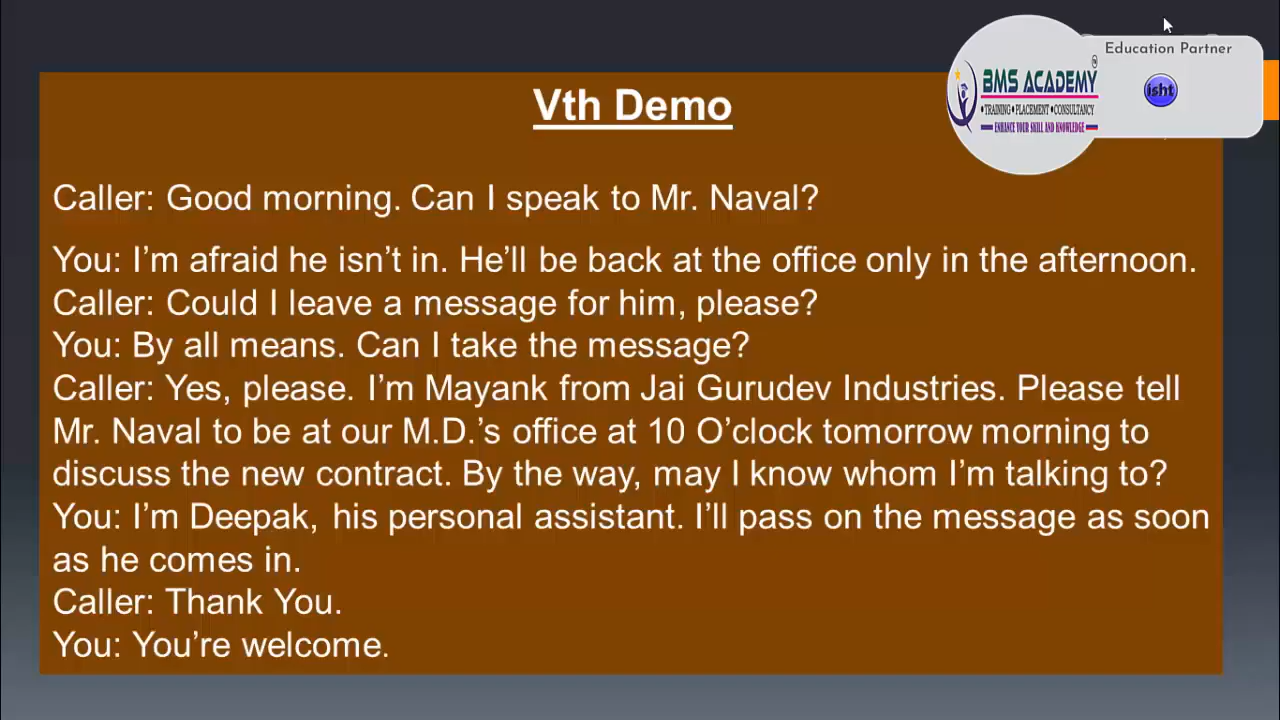 Education Partner
BMS ACADEMY
•TRAINING •PLACEMENT •CONSULTANCY
ENHANCE YOUR SKILL AND KNOWLEDGE
isht
Vth Demo
Caller: Good morning. Can I speak to Mr. Naval?
You: I’m afraid he isn’t in. He’ll be back at the office only in the afternoon.
Caller: Could I leave a message for him, please?
You: By all means. Can I take the message?
Caller: Yes, please. I’m Mayank from Jai Gurudev Industries. Please tell
Mr. Naval to be at our M.D.’s office at 10 O’clock tomorrow morning to
discuss the new contract. By the way, may I know whom I’m talking to?
You: I’m Deepak, his personal assistant. I’ll pass on the message as soon
as he comes in.
Caller: Thank You.
You: You’re welcome.